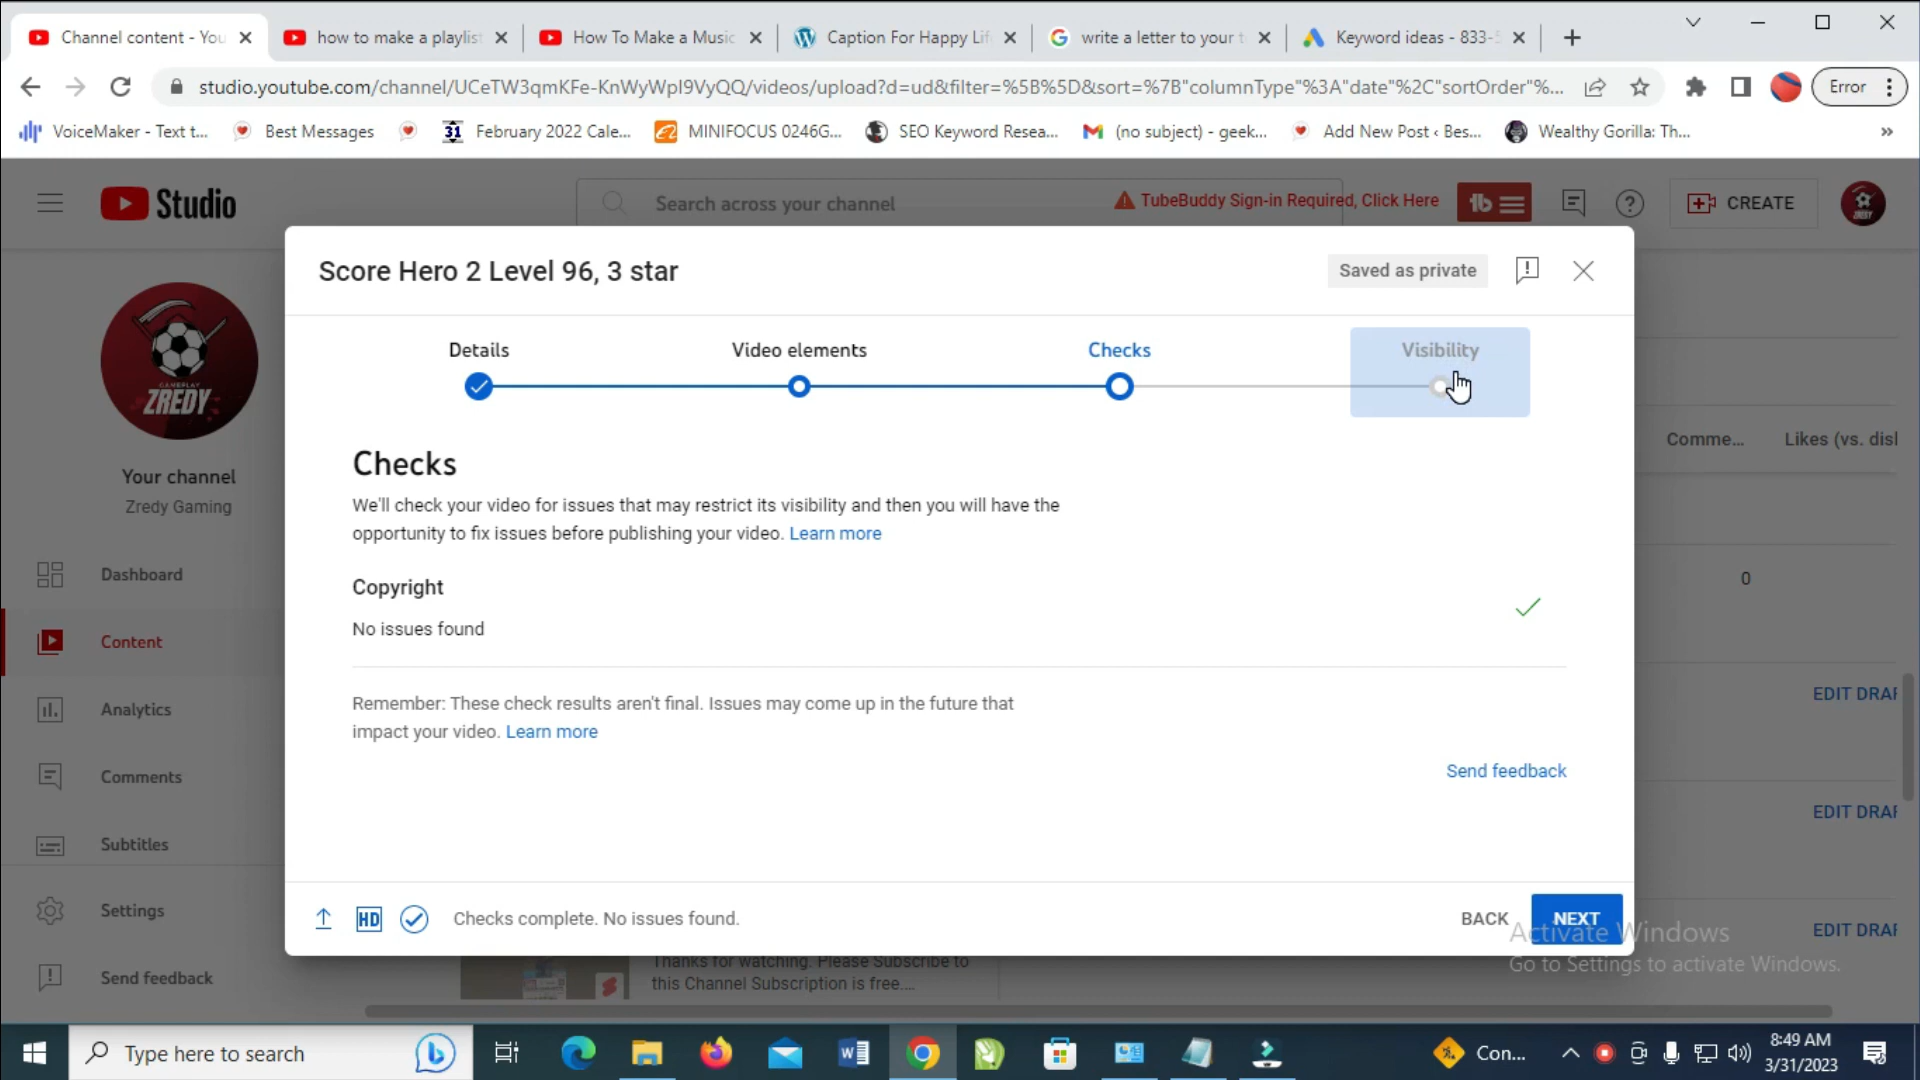 Channel content - You
how to make a playlist
How To Make a Music
Caption For Happy Lif
write a letter to your t
Keyword ideas - 833-5
studio.youtube.com/channel/UCeTW3qmKFe-KnWyWpI9VyQQ/videos/upload?d=ud&filter=%5B%5D&sort=%7B"columnType"%3A"date"%2C"sortOrder"%...
Error
VoiceMaker - Text t...
Best Messages
31
February 2022 Cale...
MINIFOCUS 0246G...
SEO Keyword Resea...
(no subject) - geek...
Add New Post ‹ Bes...
Wealthy Gorilla: Th...
»
Studio
Search across your channel
TubeBuddy Sign-in Required, Click Here
tb
CREATE
Score Hero 2 Level 96, 3 star
Saved as private
Details
Video elements
Checks
Visibility
GAMEPLAY
ZREDY
Your channel
Zredy Gaming
Dashboard
Content
Analytics
Comments
Subtitles
Settings
Send feedback
Checks
We'll check your video for issues that may restrict its visibility and then you will have the
opportunity to fix issues before publishing your video. Learn more
Copyright
No issues found
Remember: These check results aren't final. Issues may come up in the future that
impact your video. Learn more
Send feedback
HD
Checks complete. No issues found.
BACK
NEXT
Comme...
Likes (vs. disl
0
EDIT DRAF
EDIT DRAF
EDIT DRAF
Thanks for watching. Please Subscribe to
this Channel Subscription is free....
Activate Windows
Go to Settings to activate Windows.
Type here to search
Con...
8:49 AM
3/31/2023